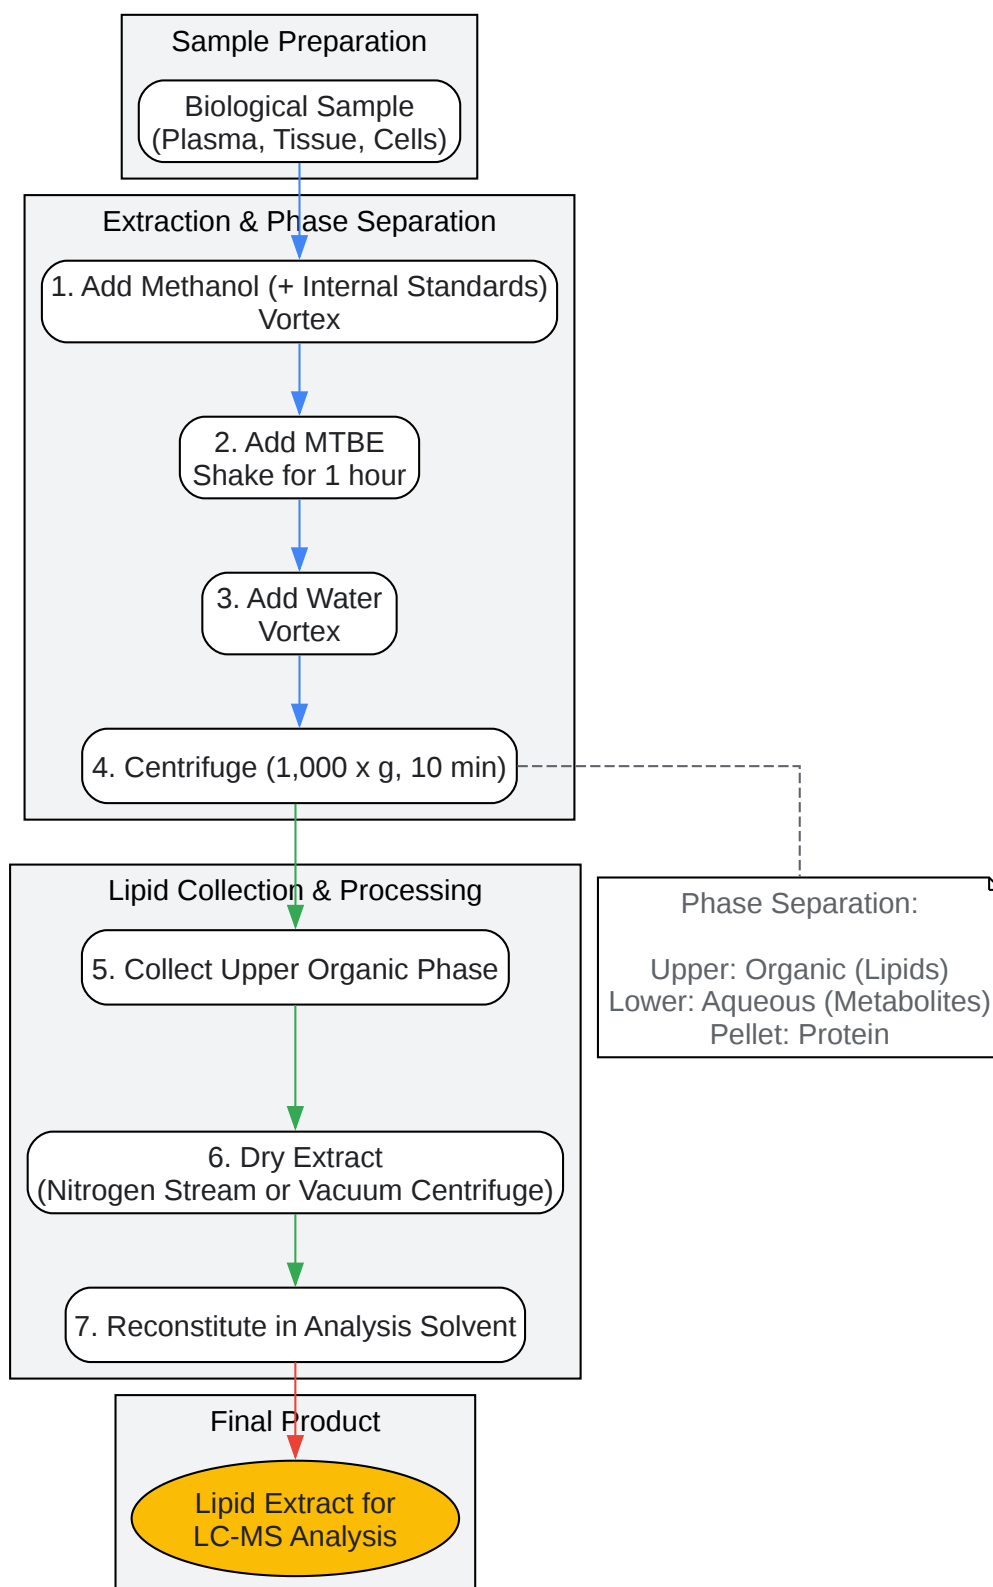 Sample Preparation
Biological Sample
(Plasma, Tissue, Cells)
Extraction & Phase Separation
1. Add Methanol (+ Internal Standards)
Vortex
2. Add MTBE
Shake for 1 hour
3. Add Water
Vortex
4. Centrifuge (1,000 x g, 10 min)
Lipid Collection & Processing
5. Collect Upper Organic Phase
Phase Separation:
Upper: Organic (Lipids)
Lower: Aqueous (Metabolites)
Pellet: Protein
6. Dry Extract
(Nitrogen Stream or Vacuum Centrifuge)
7. Reconstitute in Analysis Solvent
Final Product
Lipid Extract for
LC-MS Analysis